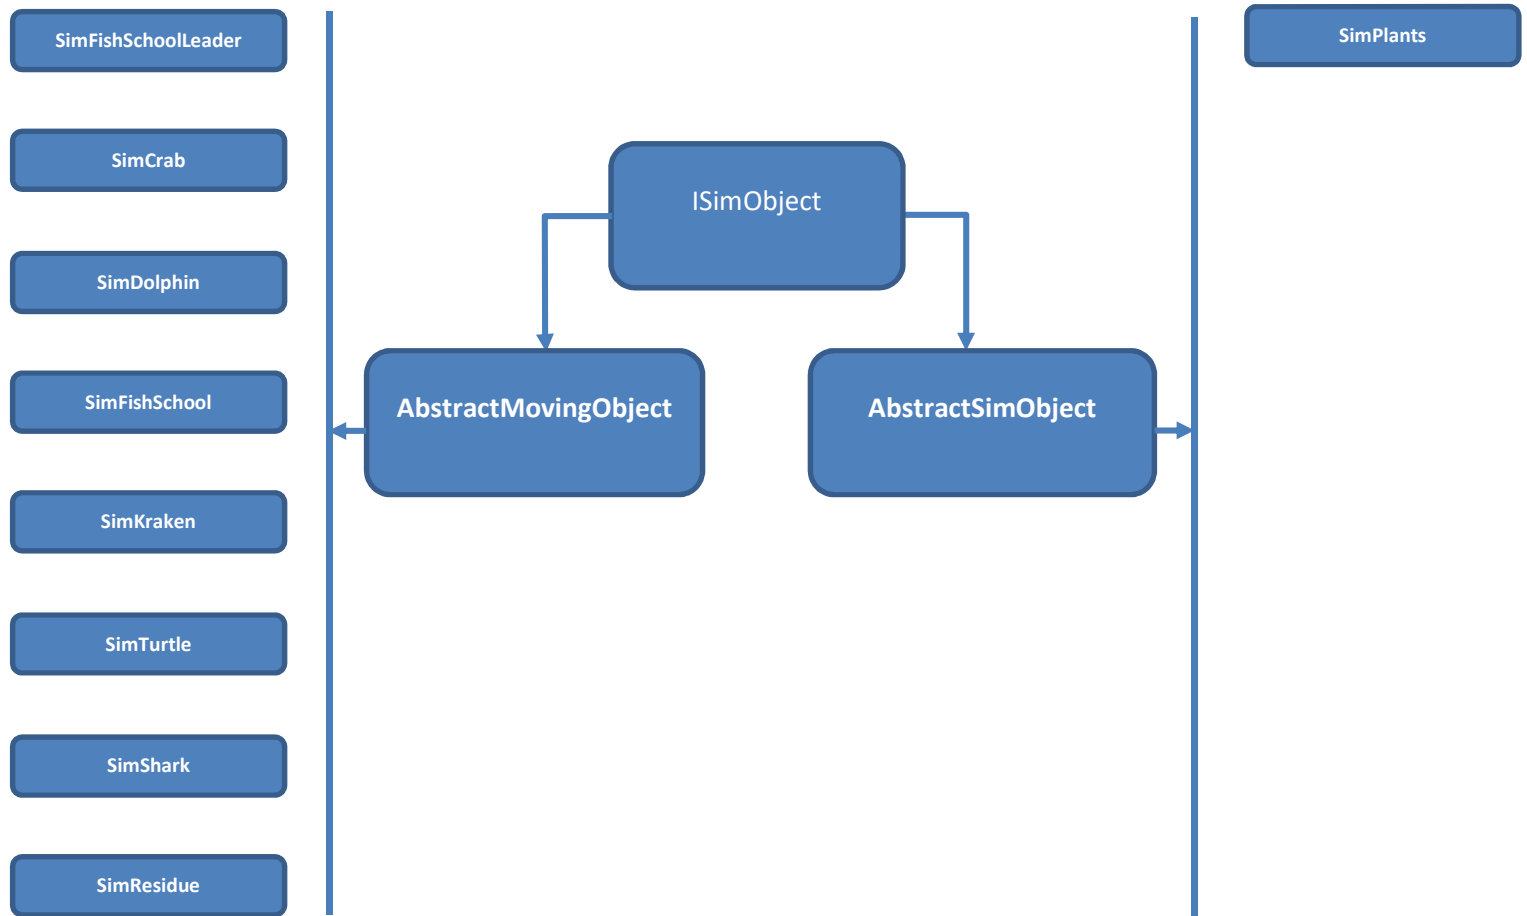 SimFishSchoolLeader
SimPlants
SimCrab
ISimObject
SimDolphin
SimFishSchool
AbstractMovingObject
AbstractSimObject
SimKraken
SimTurtle
SimShark
SimResidue